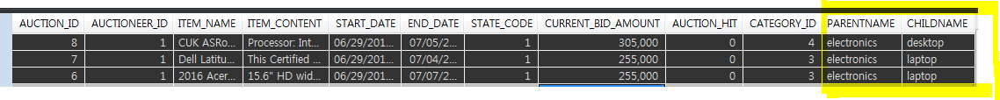 AUCTION_ID AUCTIONEER_ID ITEM_NAME ITEM_CONTENT START_DATE END_DATE STATE_CODE CURRENT_BID_AMOUNT AUCTION_HIT CATEGORY_ID PARENTNAME CHILDNAME
8 1 CUK ASRo... Processor: Int... 06/29/201... 07/05/2... 1 305,000 0 4 electronics desktop
7 1 Dell Latitu... This Certified ... 06/29/201... 07/04/2... 1 255,000 0 3 electronics laptop
6 1 2016 Acer... 15.6" HD wid... 06/29/201... 07/07/2... 1 255,000 0 3 electronics laptop